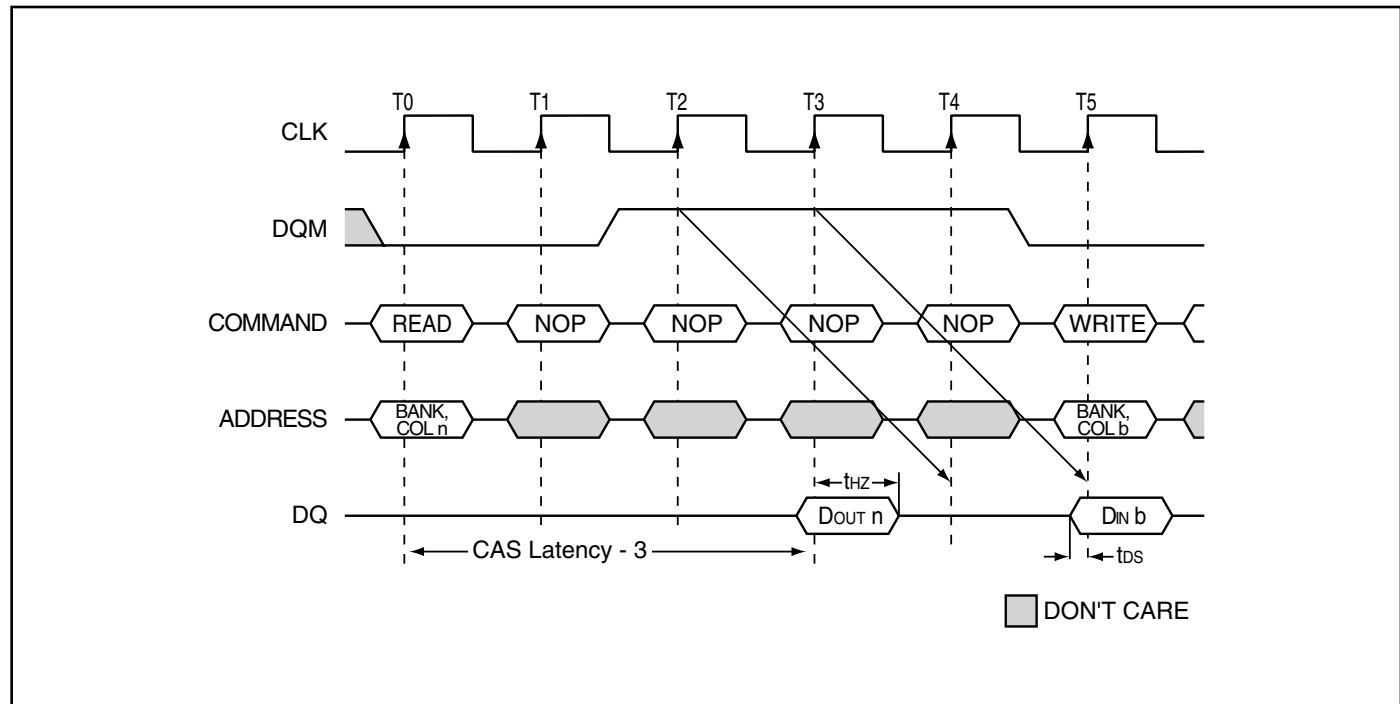 T0 T1 T2 T3 T4 T5
CLK
DQM
COMMAND READ NOP NOP NOP NOP WRITE
ADDRESS BANK, COL n BANK, COL b
tHZ
DQ DOUT n DIN b
CAS Latency - 3 tDS
DON'T CARE